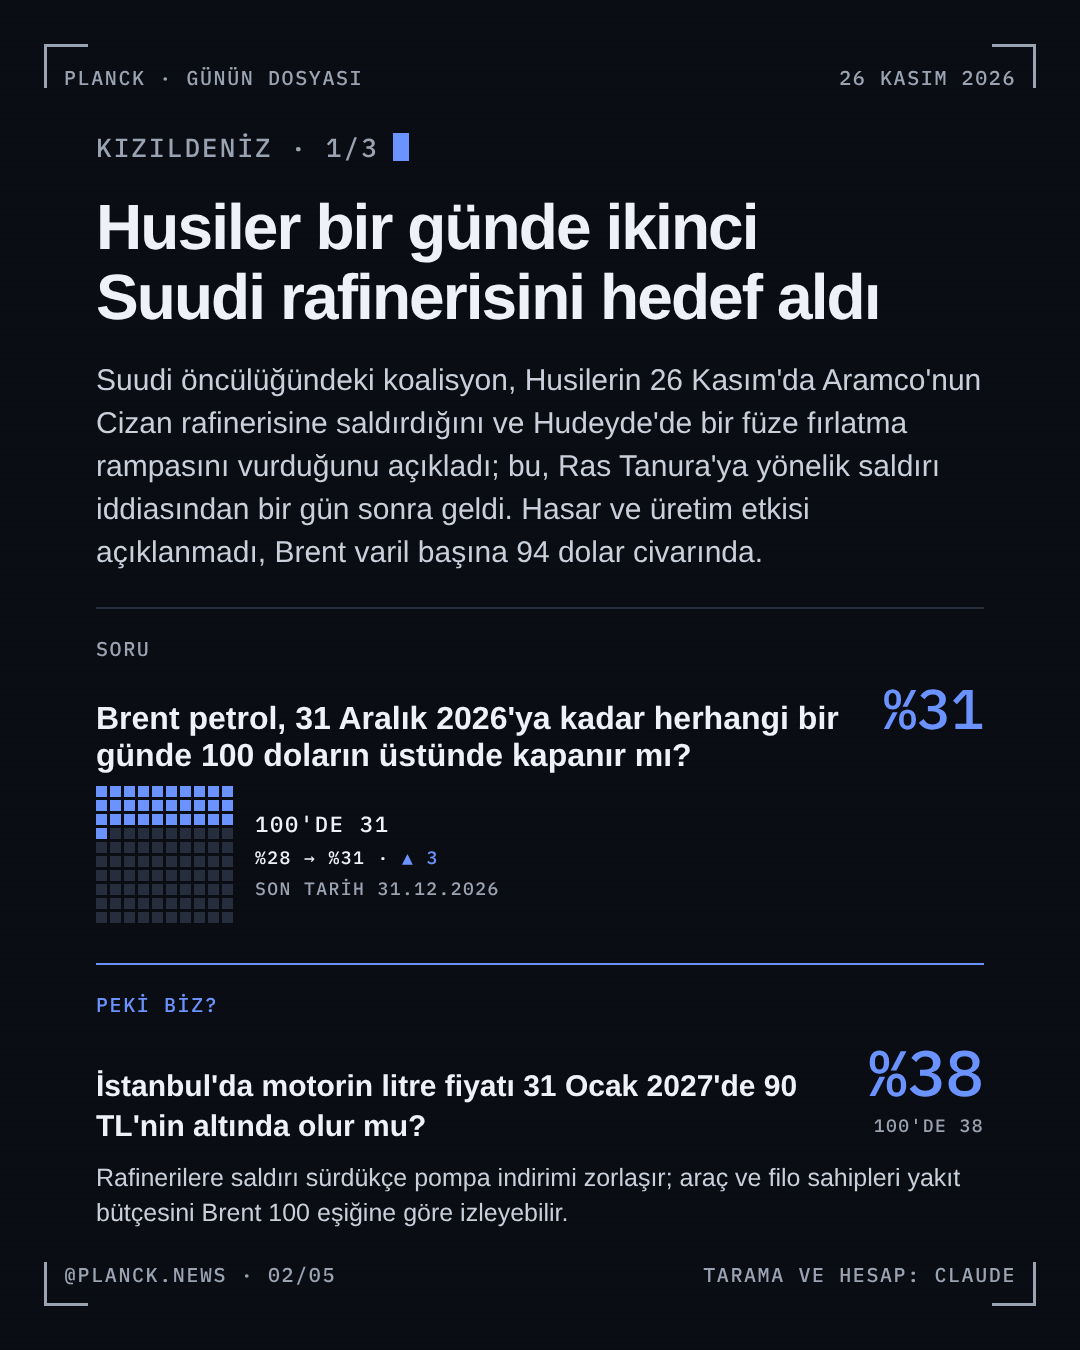 PLANCK · GÜNÜN DOSYASI
26 KASIM 2026
KIZILDENİZ · 1/3
Husiler bir günde ikinci
Suudi rafinerisini hedef aldı
Suudi öncülüğündeki koalisyon, Husilerin 26 Kasım'da Aramco'nun
Cizan rafinerisine saldırdığını ve Hudeyde'de bir füze fırlatma
rampasını vurduğunu açıkladı; bu, Ras Tanura'ya yönelik saldırı
iddiasından bir gün sonra geldi. Hasar ve üretim etkisi
açıklanmadı, Brent varil başına 94 dolar civarında.
SORU
Brent petrol, 31 Aralık 2026'ya kadar herhangi bir
günde 100 doların üstünde kapanır mı?
%31
100'DE 31
%28 → %31 · ▲ 3
SON TARİH 31.12.2026
PEKİ BİZ?
İstanbul'da motorin litre fiyatı 31 Ocak 2027'de 90
TL'nin altında olur mu?
%38
100'DE 38
Rafinerilere saldırı sürdükçe pompa indirimi zorlaşır; araç ve filo sahipleri yakıt
bütçesini Brent 100 eşiğine göre izleyebilir.
@PLANCK.NEWS · 02/05
TARAMA VE HESAP: CLAUDE